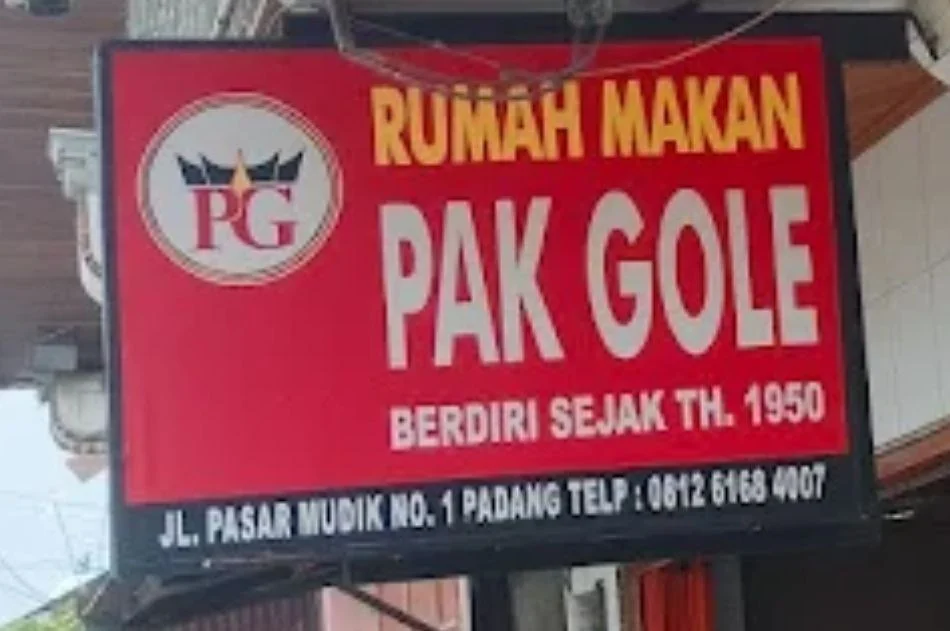 PG
RUMAH MAKAN
PAK GOLE
BERDIRI SEJAK TH. 1950
JL. PASAR MUDIK NO. 1 PADANG TELP : 0812 6168 4007